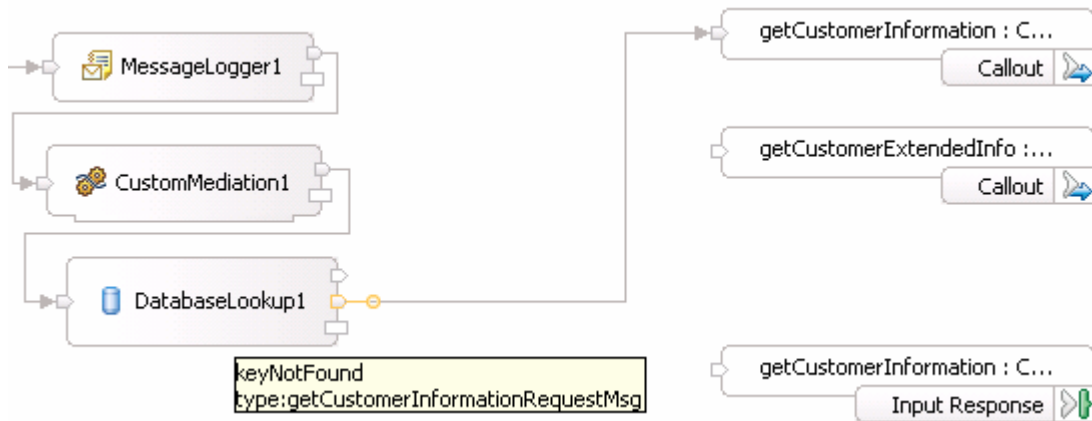 getCustomerInformation : C...
Callout
MessageLogger1
getCustomerExtendedInfo :...
Callout
CustomMediation1
DatabaseLookup1
keyNotFound
type:getCustomerInformationRequestMsg
getCustomerInformation : C...
Input Response